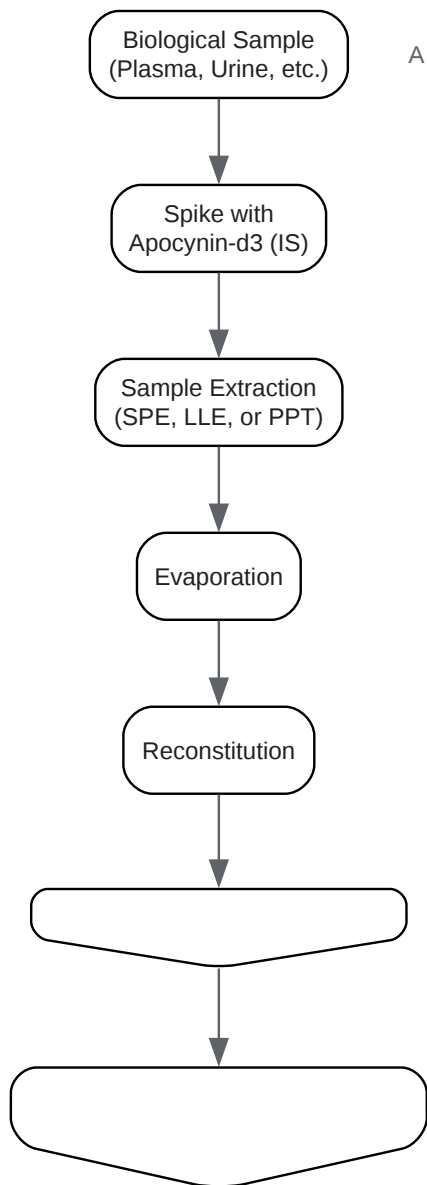 Biological Sample
(Plasma, Urine, etc.)
A
Spike with
Apocynin-d3 (IS)
Sample Extraction
(SPE, LLE, or PPT)
Evaporation
Reconstitution